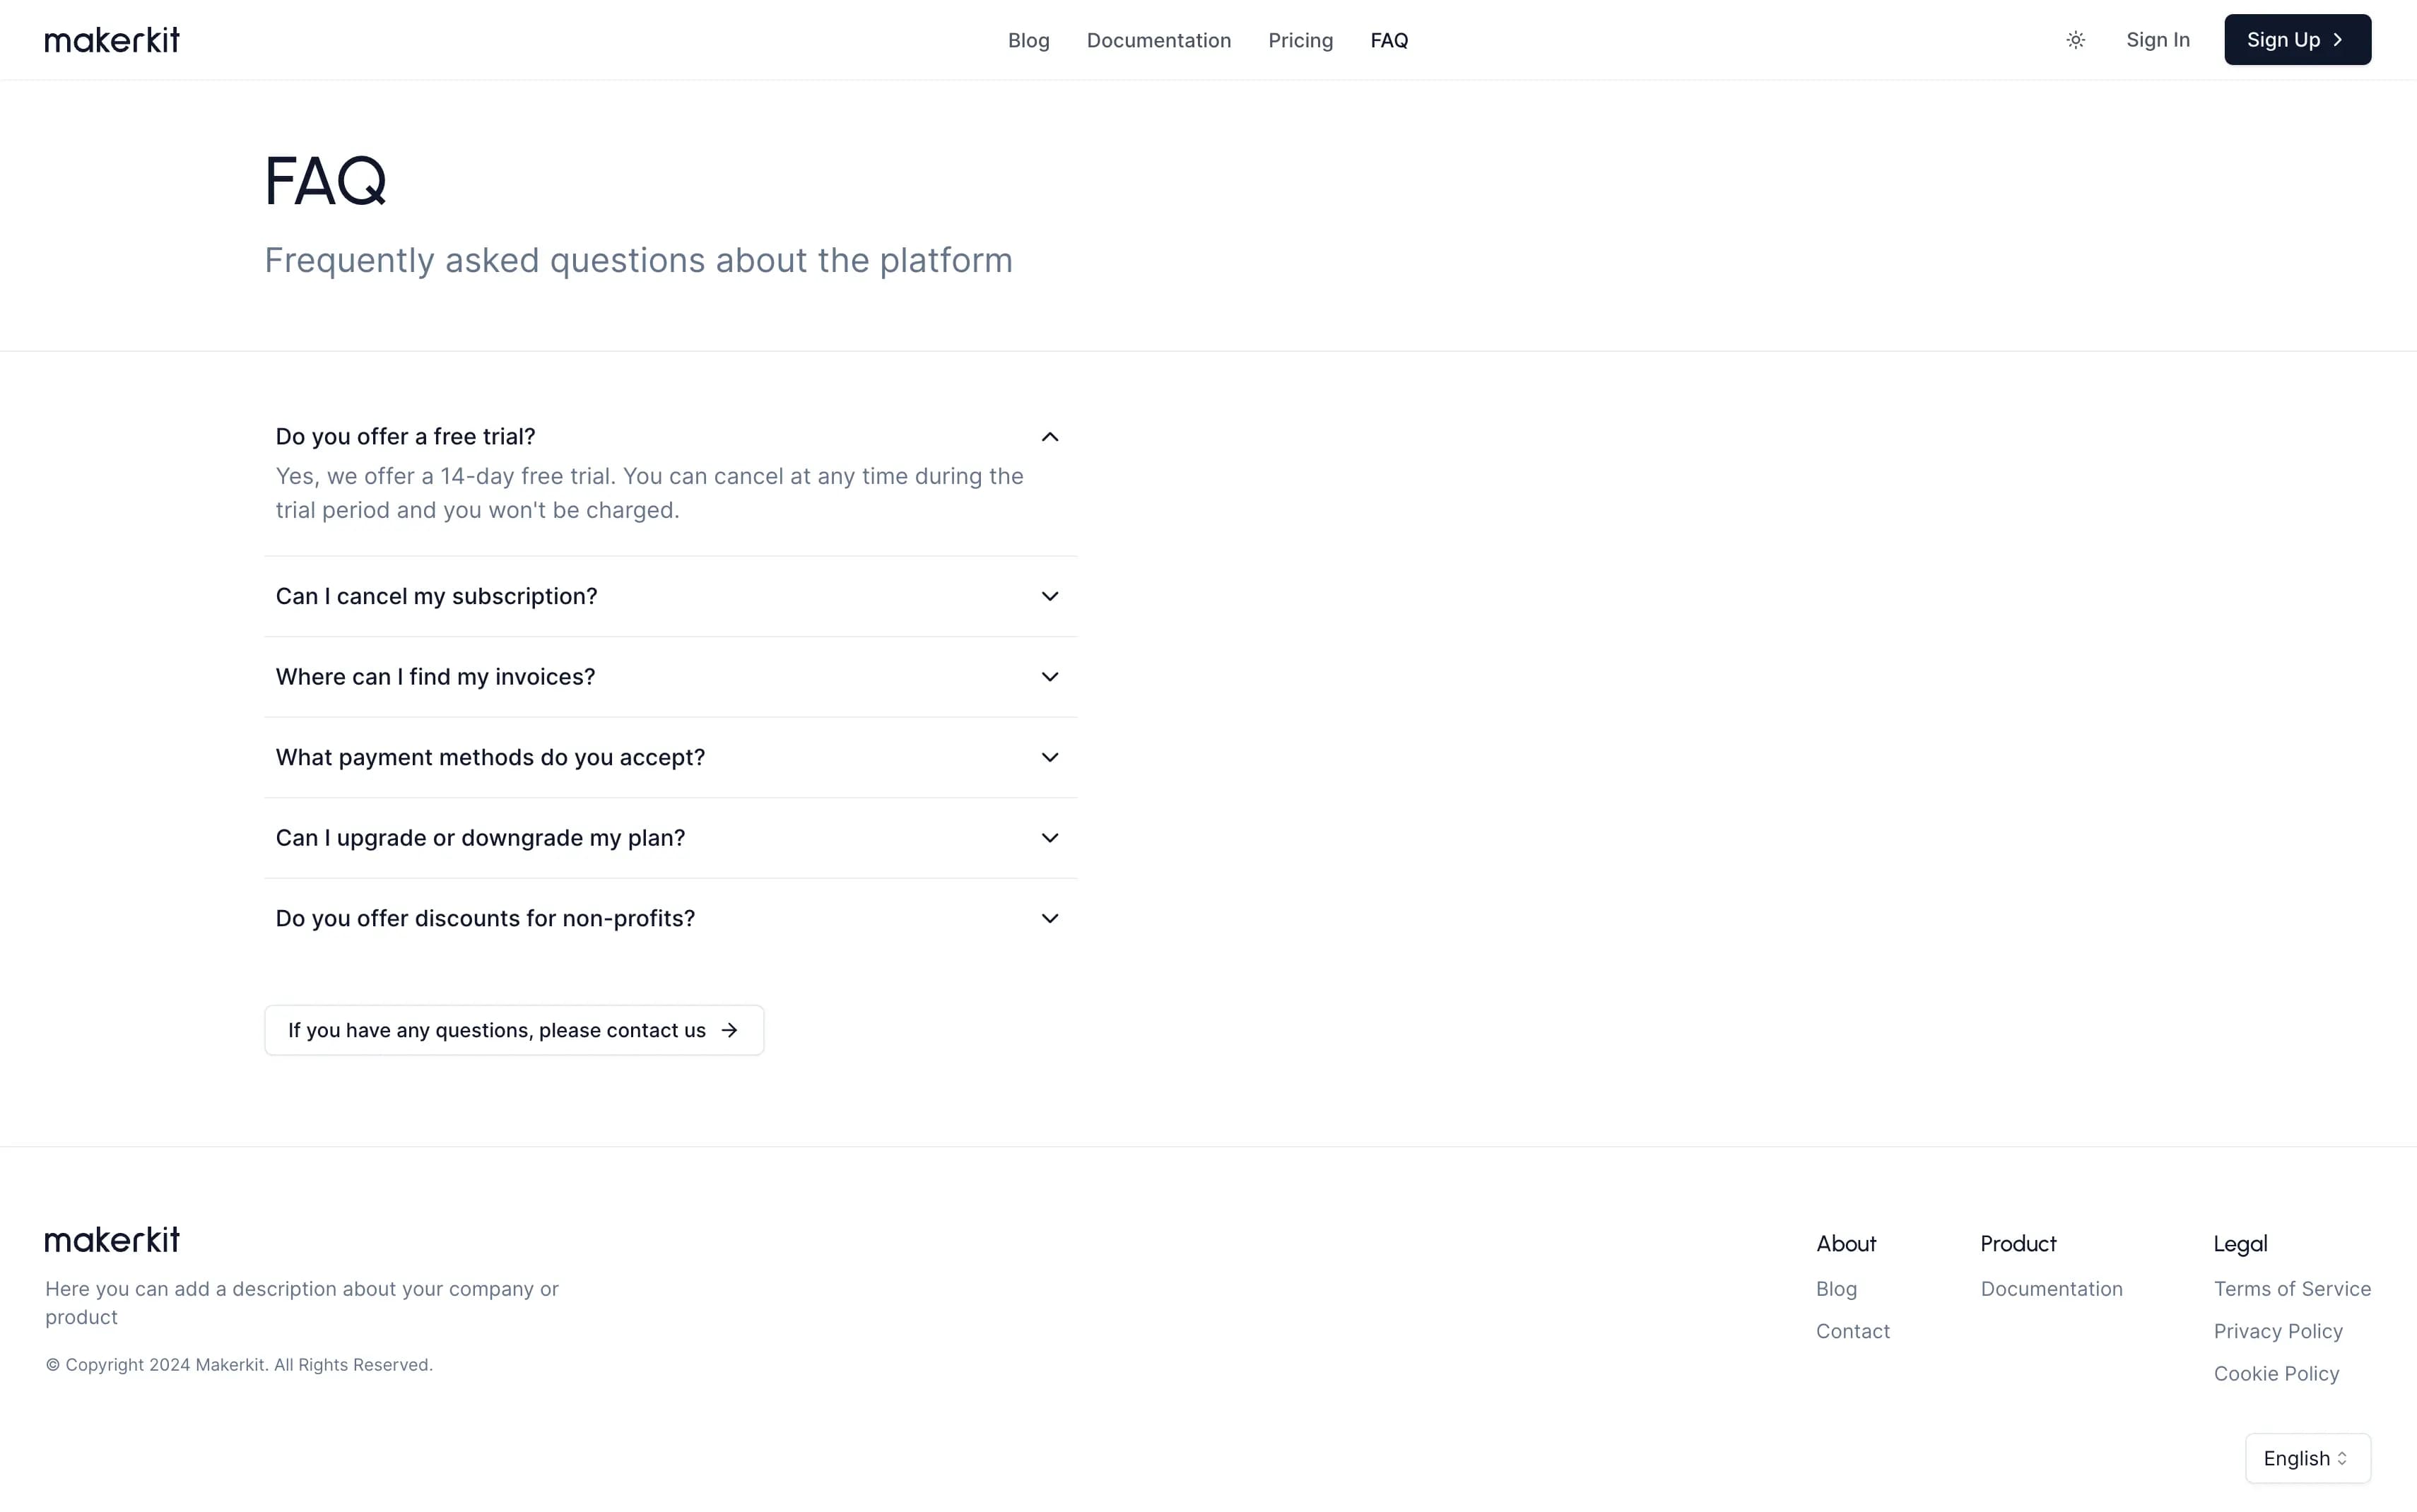 makerkit
Blog
Documentation
Pricing
FAQ
Sign In
Sign Up
FAQ
Frequently asked questions about the platform
Do you offer a free trial?
Yes, we offer a 14-day free trial. You can cancel at any time during the
trial period and you won't be charged.
Can I cancel my subscription?
Where can I find my invoices?
What payment methods do you accept?
Can I upgrade or downgrade my plan?
Do you offer discounts for non-profits?
If you have any questions, please contact us
makerkit
Here you can add a description about your company or
product
© Copyright 2024 Makerkit. All Rights Reserved.
About
Blog
Contact
Product
Documentation
Legal
Terms of Service
Privacy Policy
Cookie Policy
English